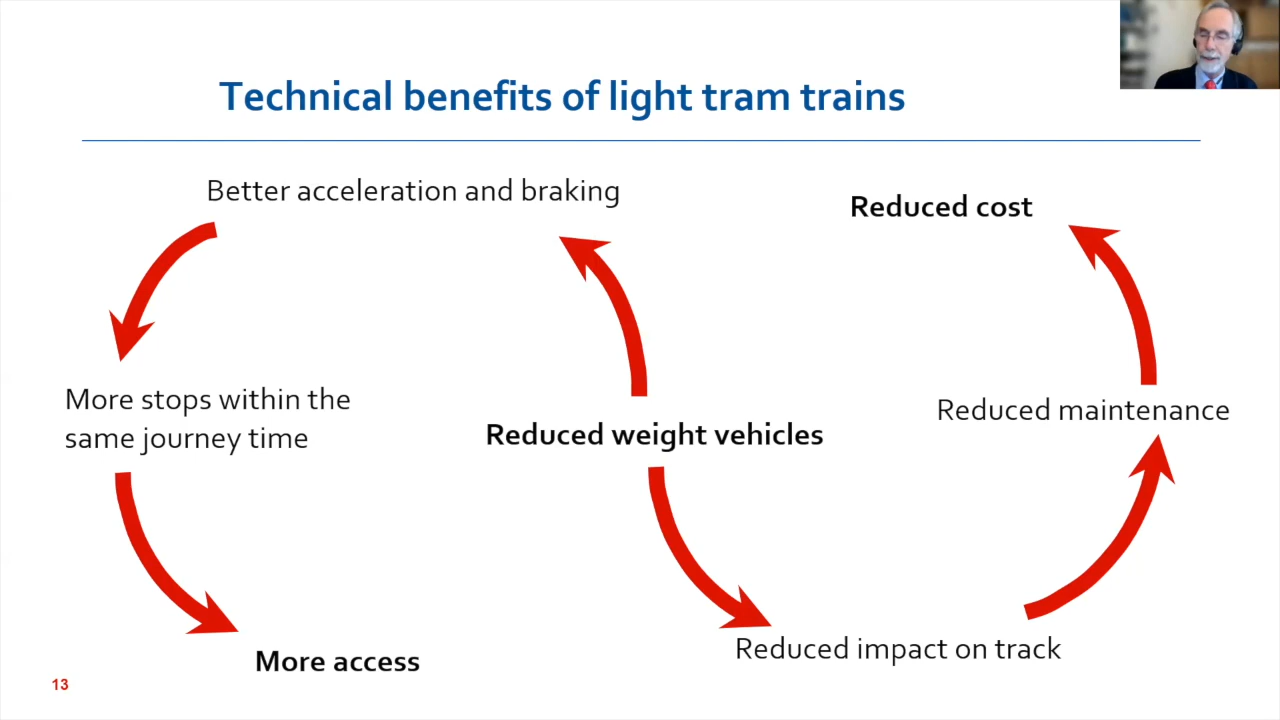 Technical benefits of light tram trains
Better acceleration and braking
Reduced cost
More stops within the
same journey time
Reduced weight vehicles
Reduced maintenance
More access
Reduced impact on track
13